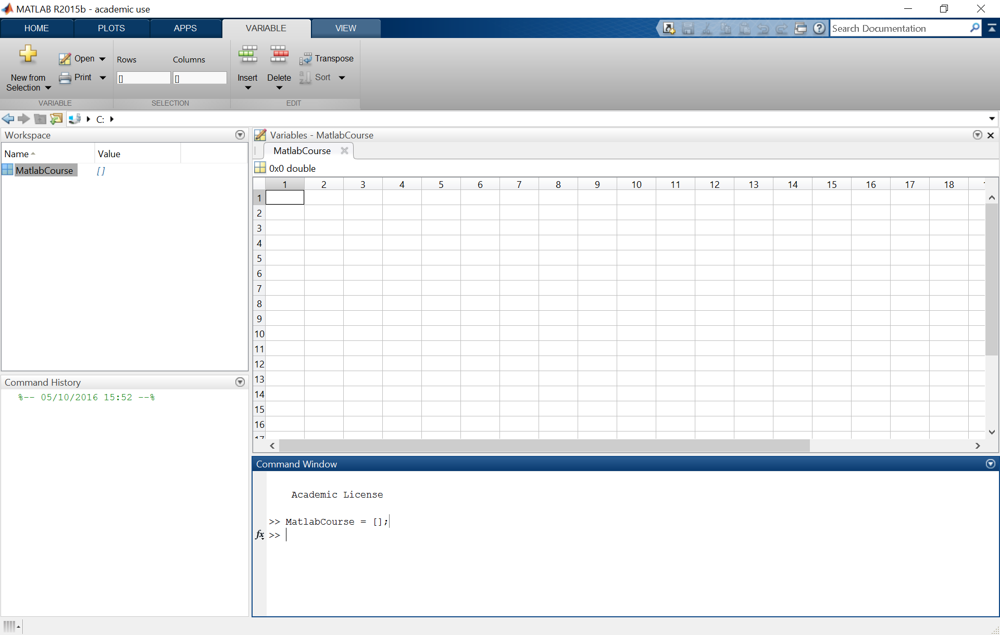 MATLAB R2015b - academic use
HOME PLOTS APPS VARIABLE VIEW Search Documentation
New from Selection Open Print Rows Columns [] [] Insert Delete Transpose Sort
VARIABLE SELECTION EDIT
C:
Workspace
Name Value
MatlabCourse []
Variables - MatlabCourse
MatlabCourse
0x0 double
1 2 3 4 5 6 7 8 9 10 11 12 13 14 15 16 17 18
1
2
3
4
5
6
7
8
9
10
11
12
13
14
15
16
17
Command History
%-- 05/10/2016 15:52 --%
Command Window
Academic License
>> MatlabCourse = [];
fx >>